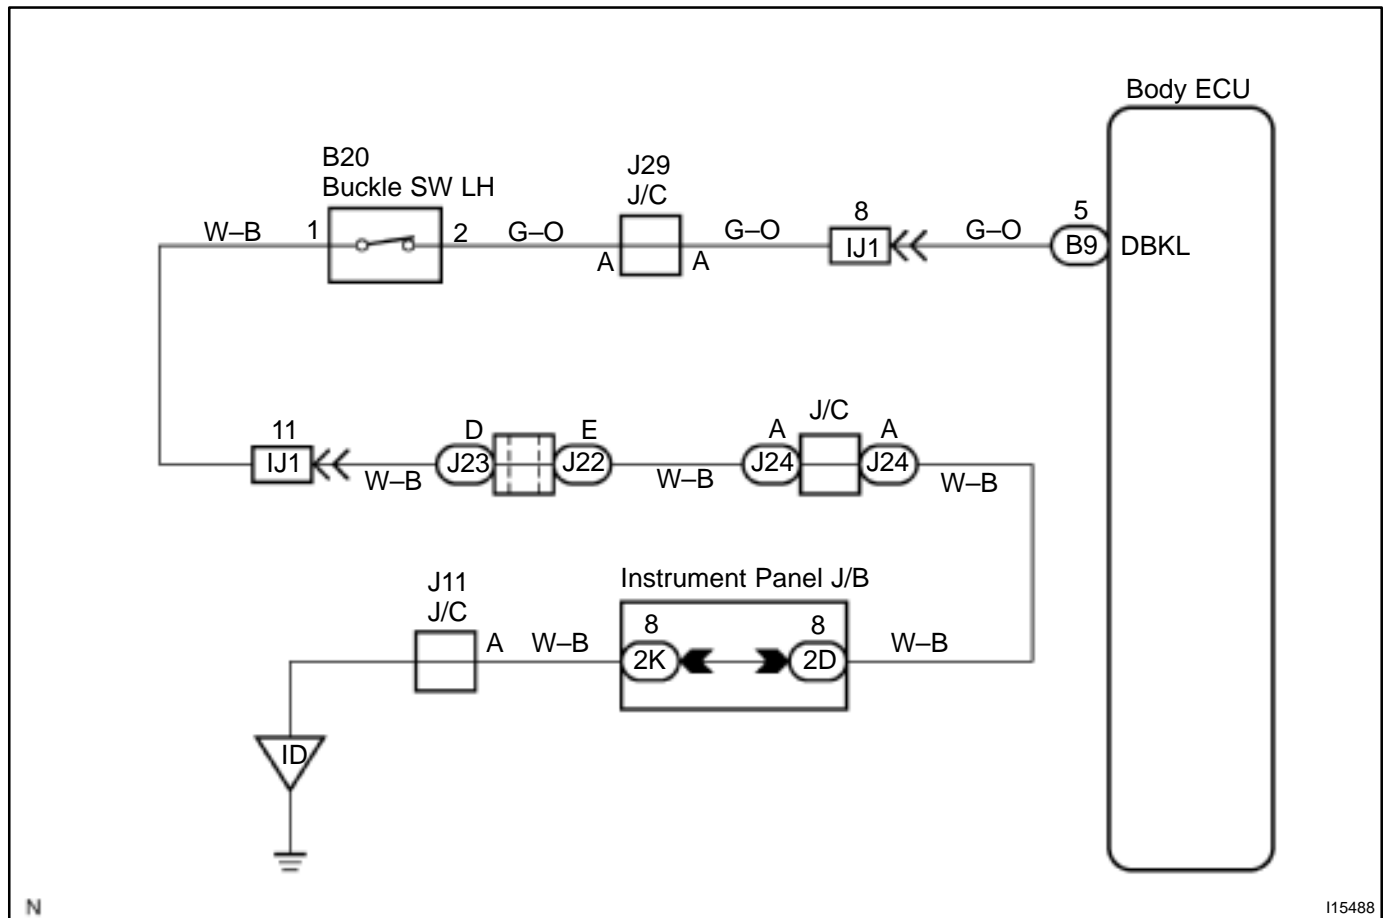 Body ECU
B20
Buckle SW LH
J29
J/C
W–B
1
2
G–O
A
A
G–O
8
IJ1
G–O
5
B9
DBKL
11
IJ1
W–B
D
J23
E
J22
W–B
J/C
A
J24
A
J24
W–B
J11
J/C
A
W–B
Instrument Panel J/B
8
2K
8
2D
W–B
ID
N
I15488